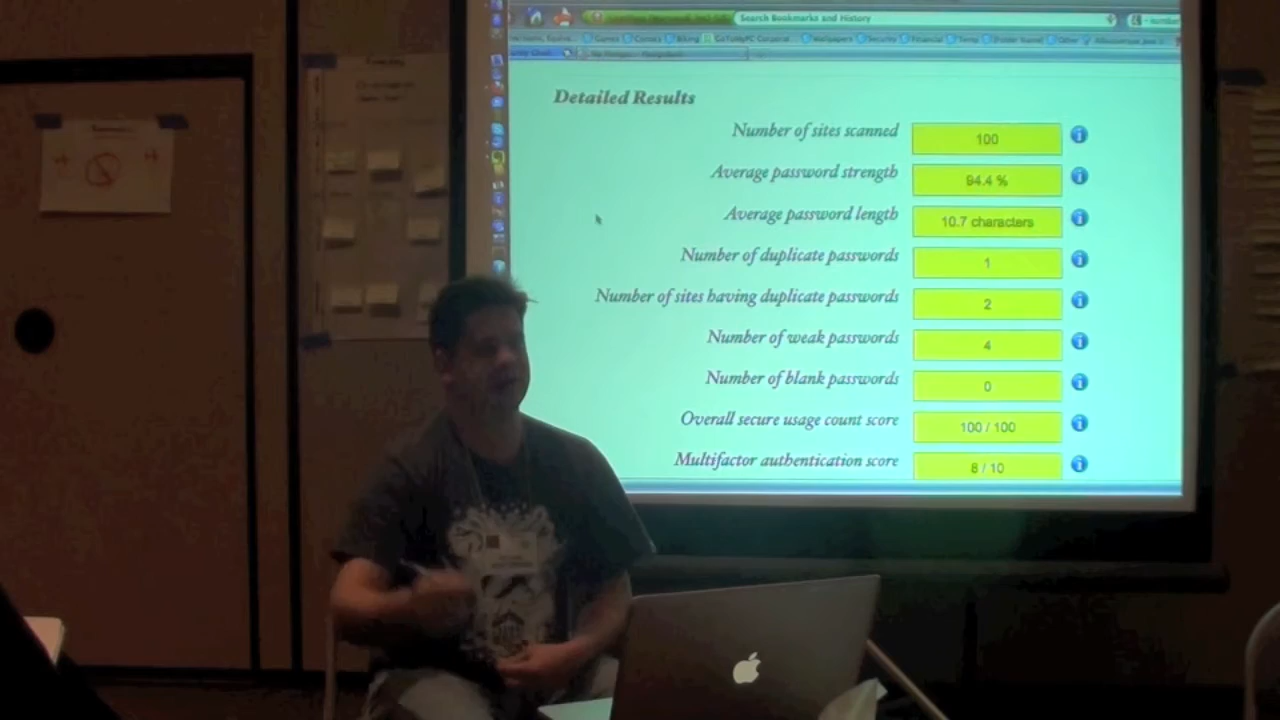 Search Bookmarks and History
Detailed Results
Number of sites scanned 100
Average password strength 94.4 %
Average password length 10.7 characters
Number of duplicate passwords 1
Number of sites having duplicate passwords 2
Number of weak passwords 4
Number of blank passwords 0
Overall secure usage count score 100 / 100
Multifactor authentication score 8 / 10